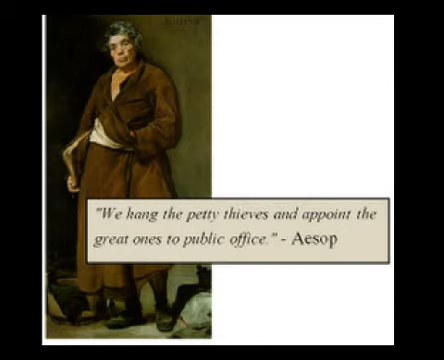 "We hang the petty thieves and appoint the
great ones to public office." - Aesop